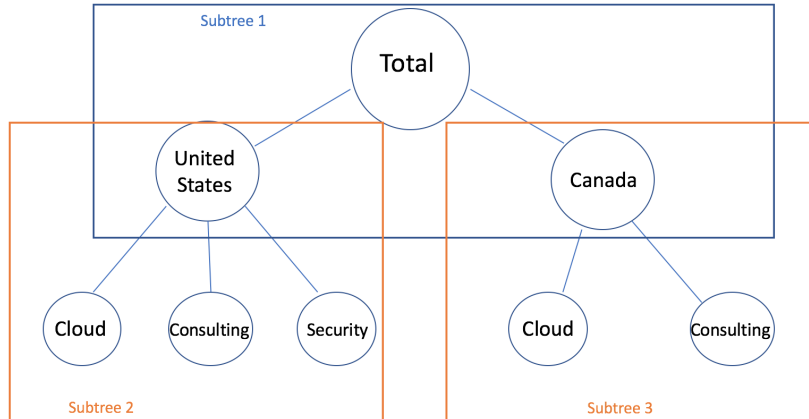 Subtree 1
Total
United
States
Canada
Cloud
Consulting
Security
Cloud
Consulting
Subtree 2
Subtree 3